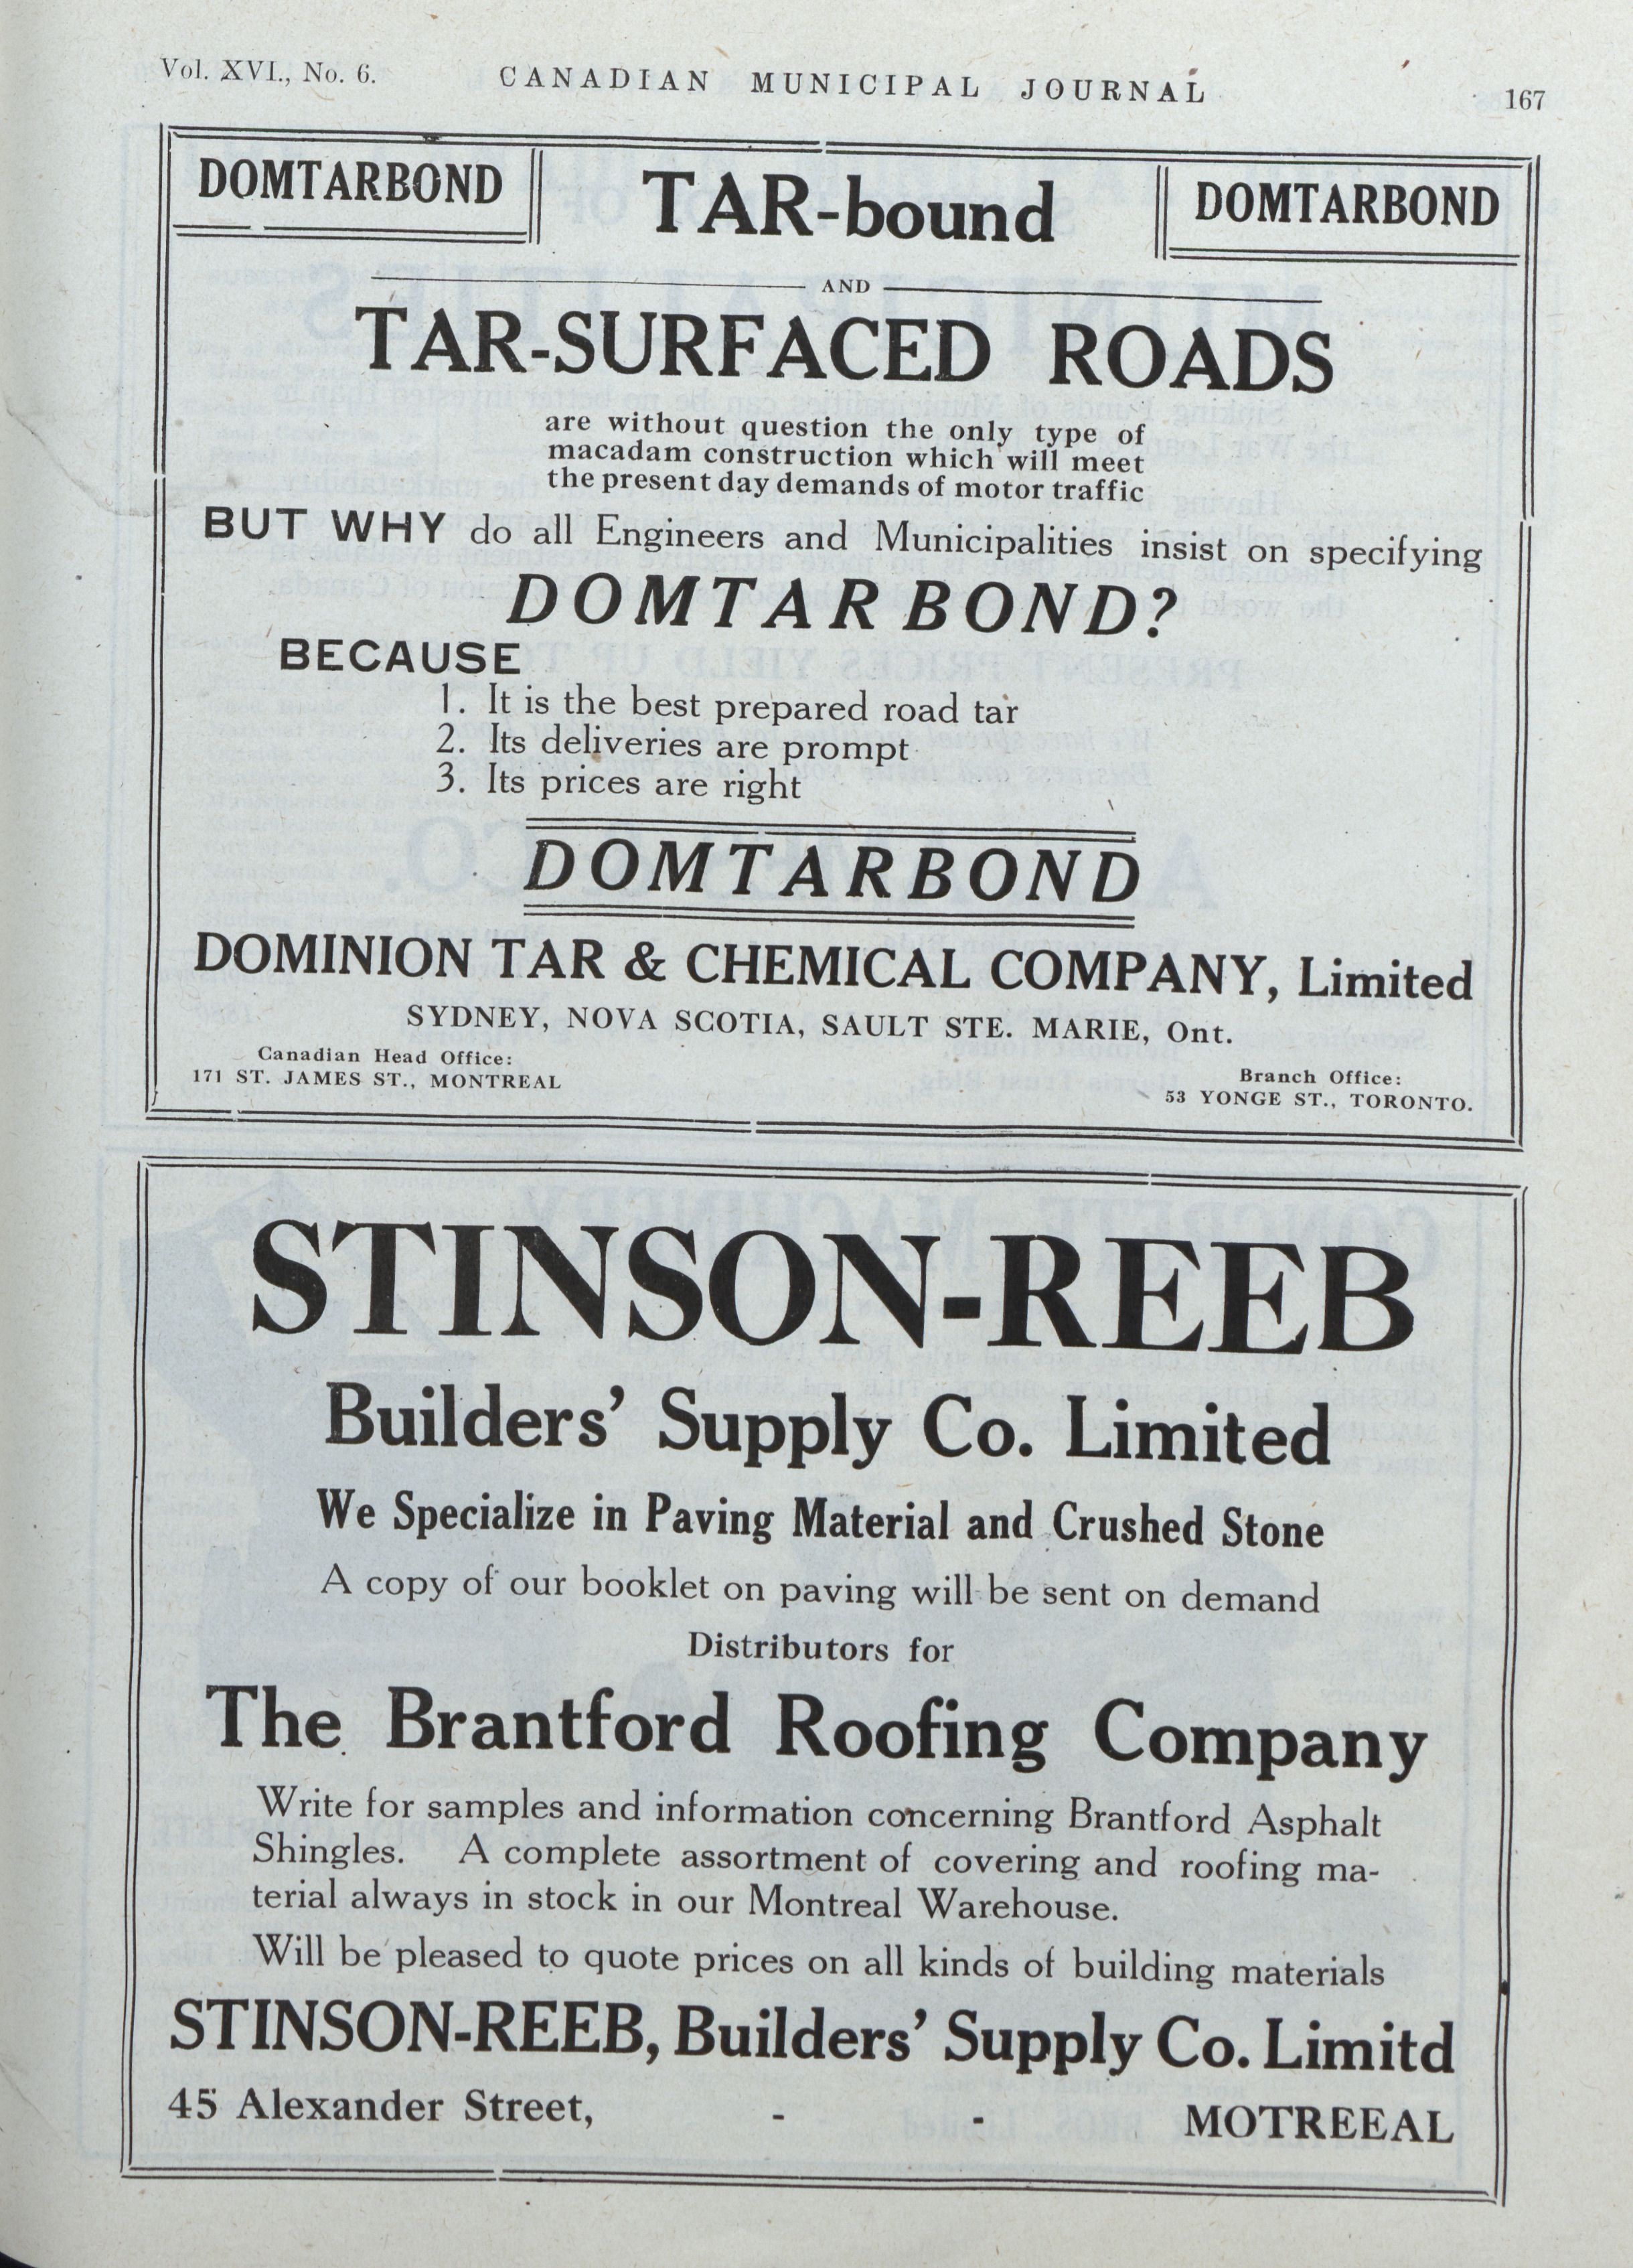 Vol. XVI., No. 6. CANADIAN MUNICIPAL JOURNAL 167
DOMTARBOND TAR-bound DOMTARBOND
AND
TAR-SURFACED ROADS
are without question the only type of
macadam construction which will meet
the present day demands of motor traffic
BUT WHY do all Engineers and Municipalities insist on specifying
DOMTARBOND?
BECAUSE
1. It is the best prepared road tar
2. Its deliveries are prompt
3. Its prices are right
DOMTARBOND
DOMINION TAR & CHEMICAL COMPANY, Limited
SYDNEY, NOVA SCOTIA, SAULT STE. MARIE, Ont.
Canadian Head Office:
171 ST. JAMES ST., MONTREAL
Branch Office:
53 YONGE ST., TORONTO.
STINSON-REEB
Builders' Supply Co. Limited
We Specialize in Paving Material and Crushed Stone
A copy of our booklet on paving will be sent on demand
Distributors for
The Brantford Roofing Company
Write for samples and information concerning Brantford Asphalt
Shingles. A complete assortment of covering and roofing ma-
terial always in stock in our Montreal Warehouse.
Will be pleased to quote prices on all kinds of building materials
STINSON-REEB, Builders' Supply Co. Limitd
45 Alexander Street, - - MOTREEAL